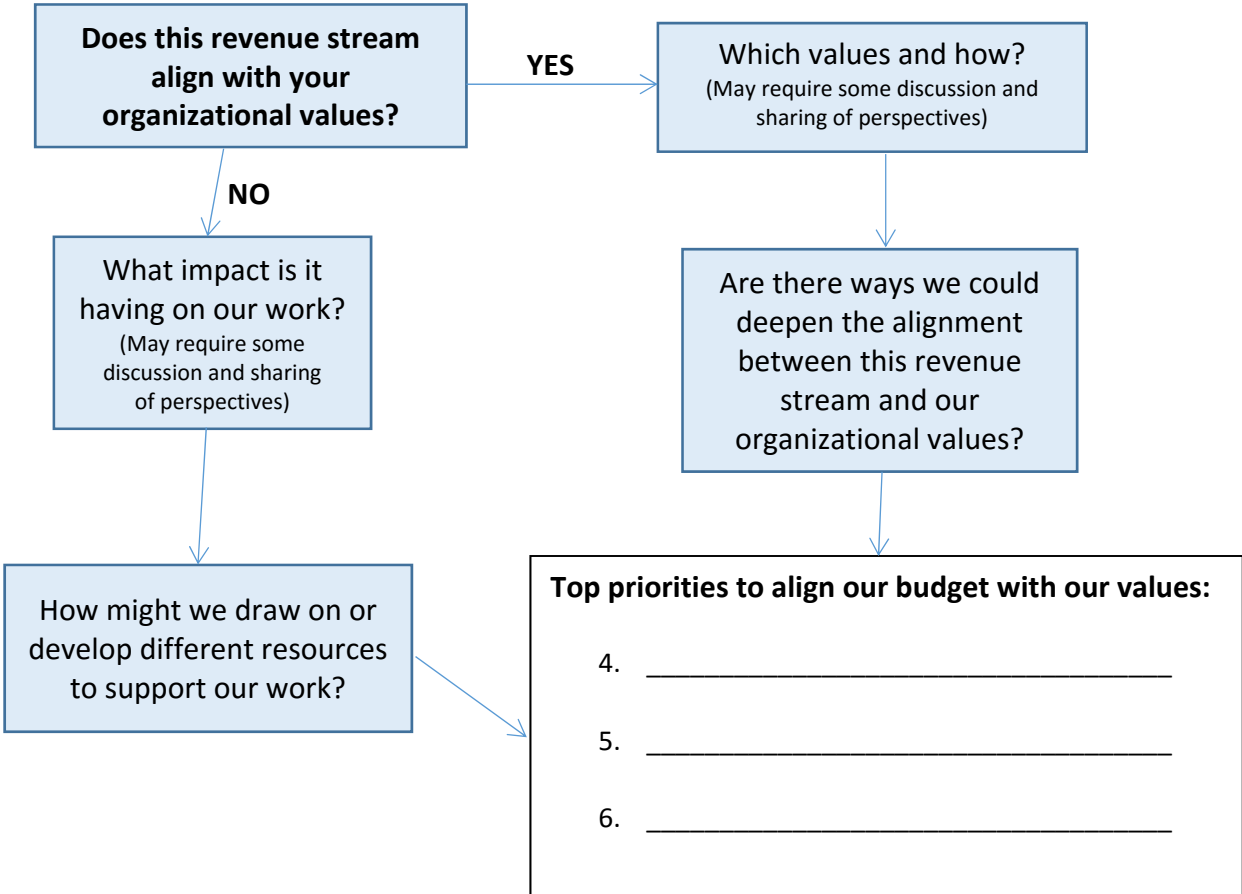 Does this revenue stream
align with your
organizational values?
YES
Which values and how?
(May require some discussion and
sharing of perspectives)
NO
What impact is it
having on our work?
(May require some
discussion and sharing
of perspectives)
Are there ways we could
deepen the alignment
between this revenue
stream and our
organizational values?
How might we draw on or
develop different resources
to support our work?
Top priorities to align our budget with our values:
4. ______________________________________
5. ______________________________________
6. ______________________________________